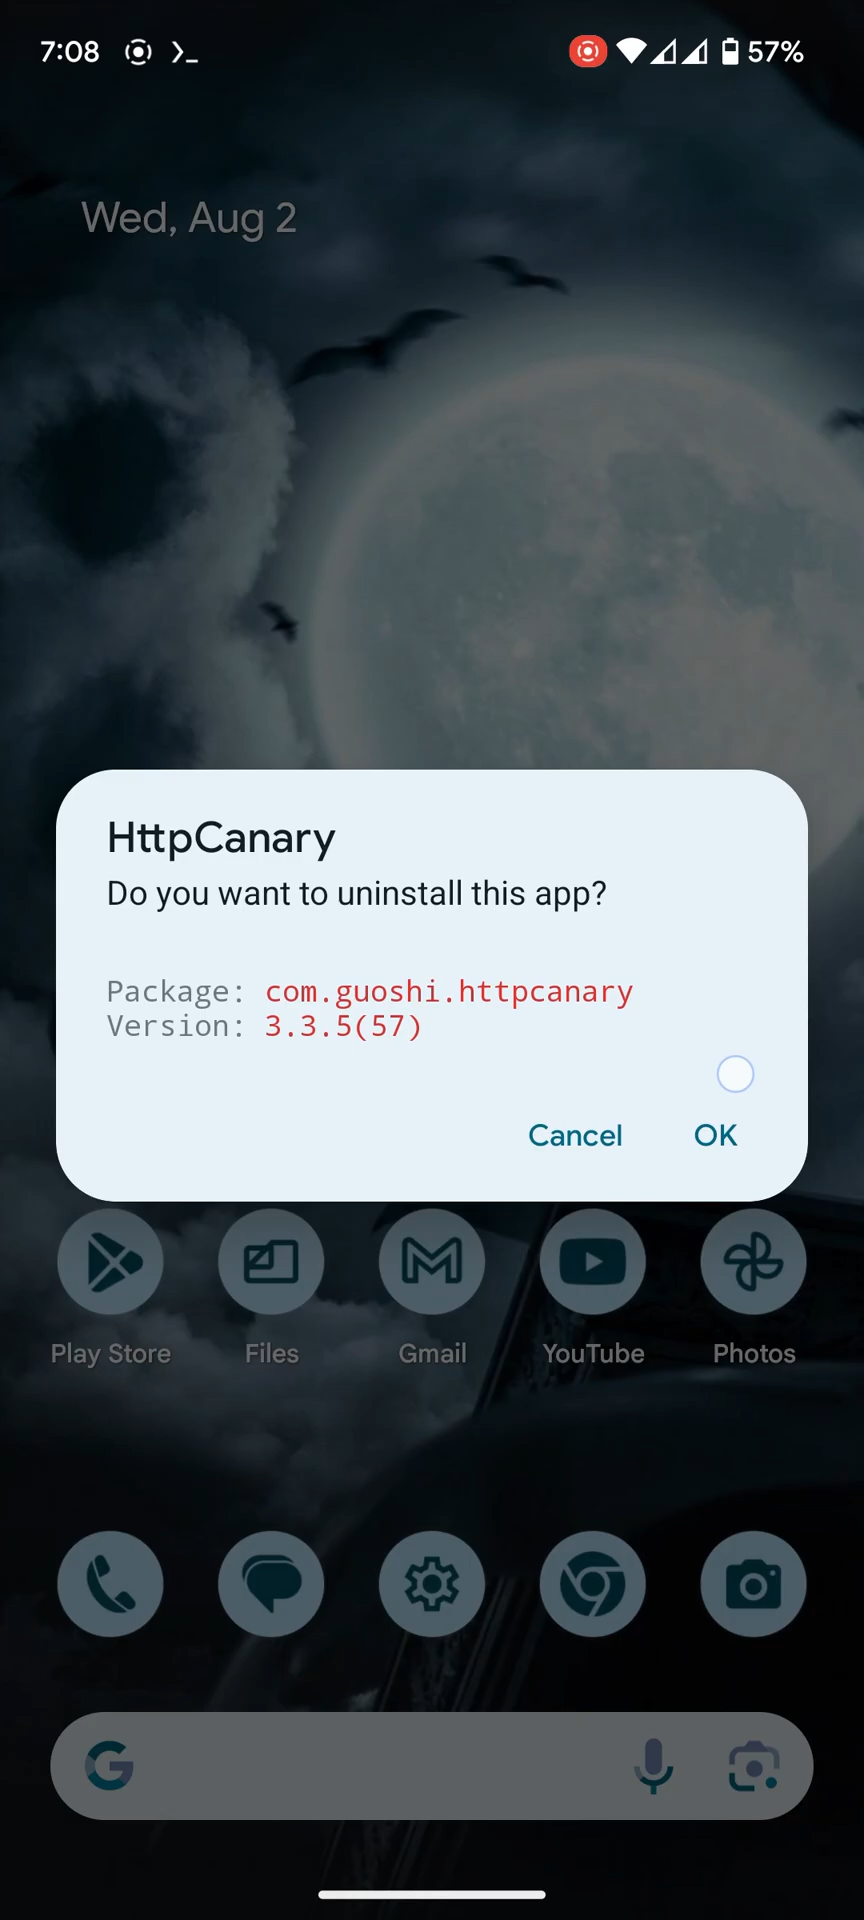 7:08
57%
Wed, Aug 2
HttpCanary
Do you want to uninstall this app?
Package: com.guoshi.httpcanary
Version: 3.3.5(57)
Cancel OK
Play Store Files Gmail YouTube Photos